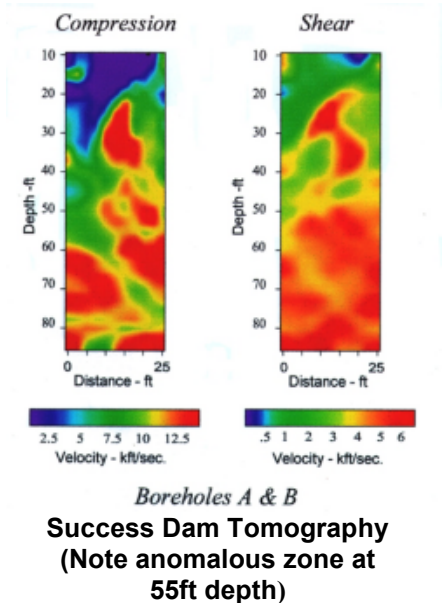 Compression Shear
10 10
20 20
30 30
Depth -ft Depth -ft
40 40
50 50
60 60
70 70
80 80
0 25 0 25
Distance - ft Distance - ft
2.5 5 7.5 10 12.5 .5 1 2 3 4 5 6
Velocity - kft/sec. Velocity - kft/sec.
Boreholes A & B
Success Dam Tomography
(Note anomalous zone at
55ft depth)